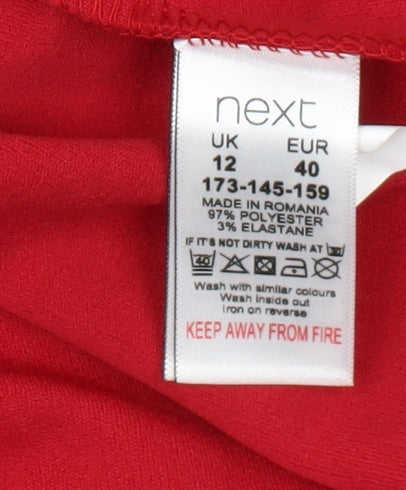 next
UK EUR
12 40
173-145-159
MADE IN ROMANIA
97% POLYESTER
3% ELASTANE
IF IT'S NOT DIRTY WASH AT 30
40
Wash with similar colours
Wash inside out
Iron on reverse
KEEP AWAY FROM FIRE